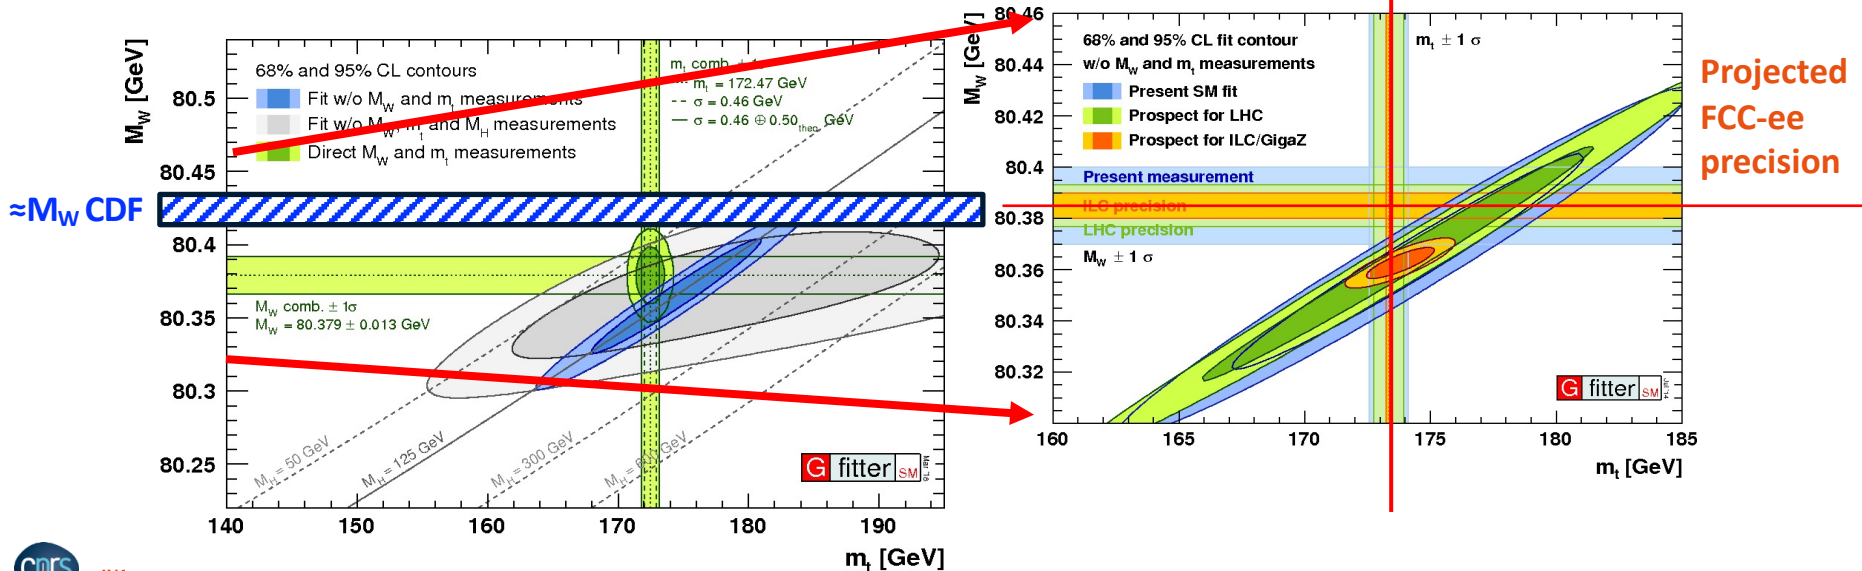 M_W [GeV]
80.5
80.45
80.4
80.35
80.3
80.25
68% and 95% CL contours
Fit w/o M_W and m_t measurements
Fit w/o M_W, m_t and M_H measurements
Direct M_W and m_t measurements
m_t comb. ± 1σ
m_t = 172.47 GeV
σ = 0.46 GeV
σ = 0.46 ⊕ 0.50_theo GeV
≈M_W CDF
M_W comb. ± 1σ
M_W = 80.379 ± 0.013 GeV
M_H = 50 GeV
M_H = 125 GeV
M_H = 300 GeV
G fitter SM
Mar '18
140 150 160 170 180 190
m_t [GeV]
cnrs
M_W [GeV]
80.46
80.44
80.42
80.4
80.38
80.36
80.34
80.32
68% and 95% CL fit contour
w/o M_W and m_t measurements
Present SM fit
Prospect for LHC
Prospect for ILC/GigaZ
m_t ± 1 σ
Present measurement
ILC precision
LHC precision
M_W ± 1 σ
G fitter SM
160 165 170 175 180 185
m_t [GeV]
Projected
FCC-ee
precision